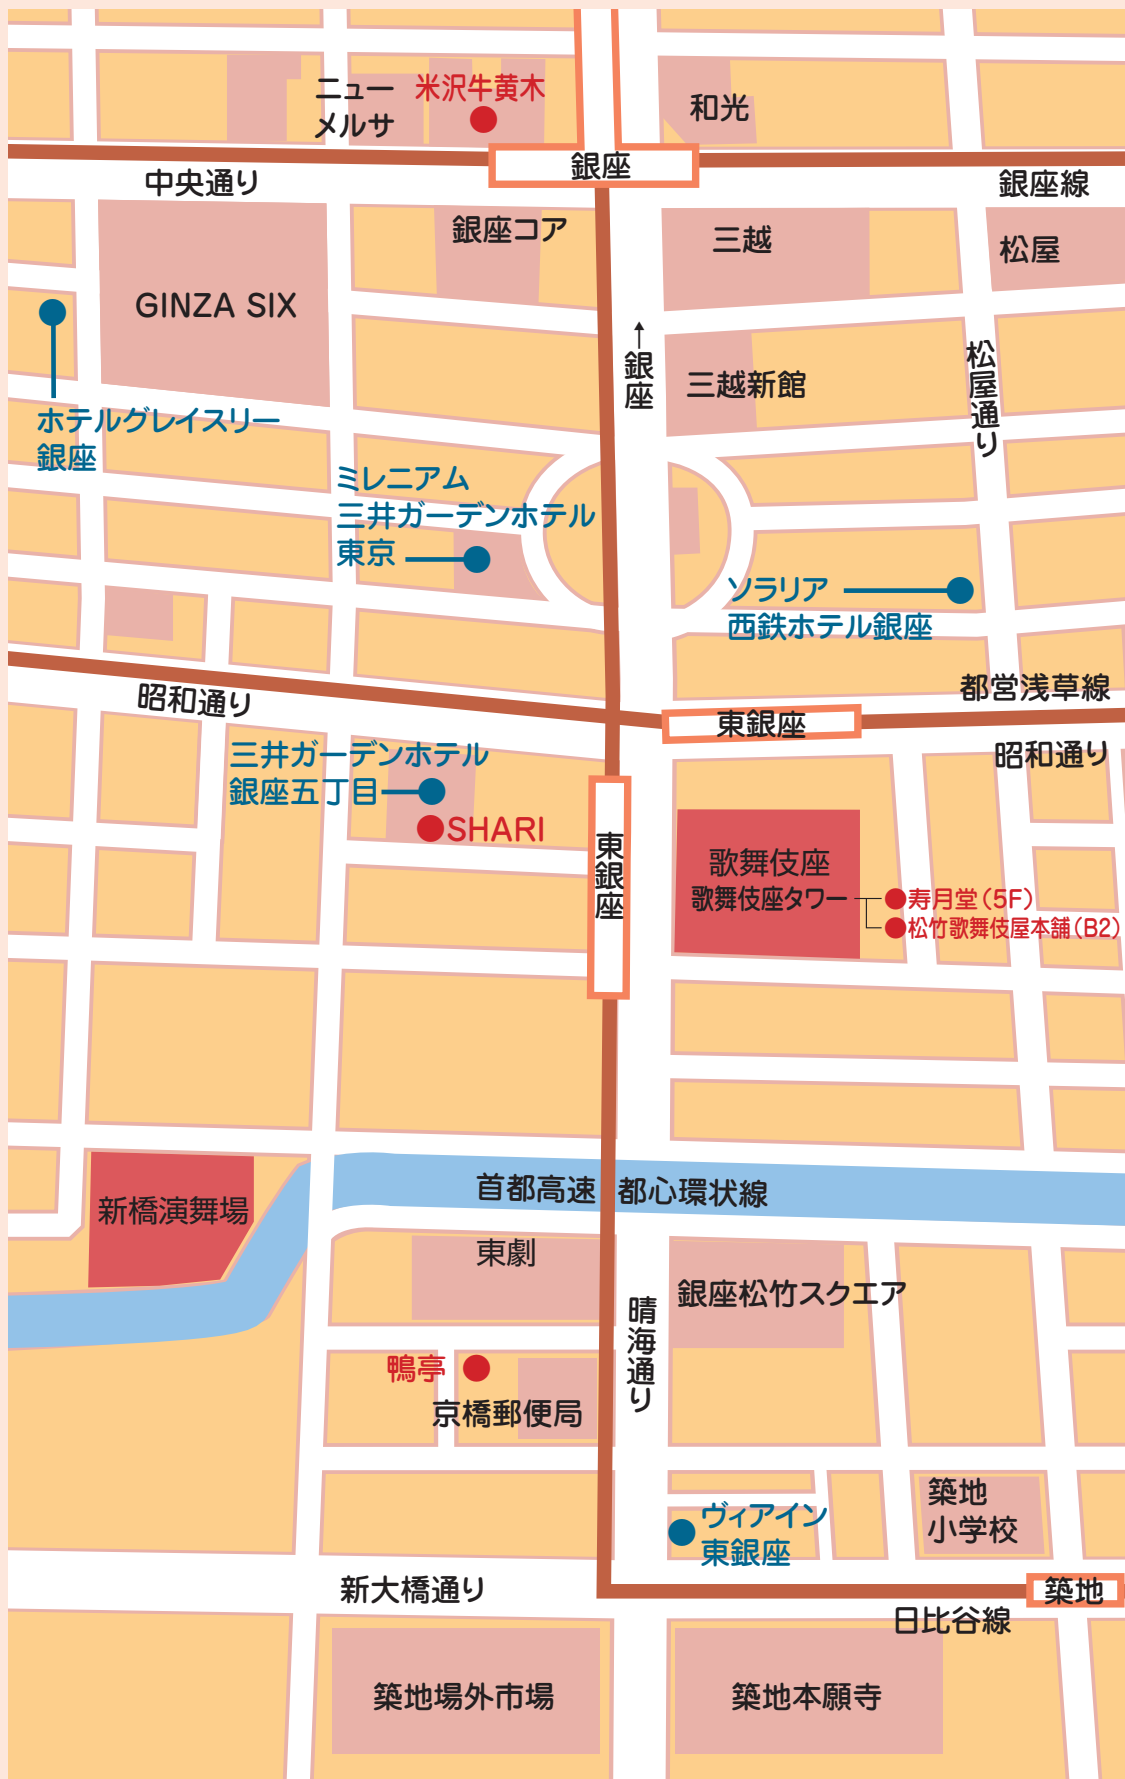 ニュー
メルサ
米沢牛黄木
和光
銀座
中央通り
銀座線
銀座コア
三越
松屋
GINZA SIX
↑銀座
三越新館
松屋通り
ホテルグレイスリー
銀座
ミレニアム
三井ガーデンホテル
東京
ソラリア
西鉄ホテル銀座
都営浅草線
昭和通り
東銀座
昭和通り
三井ガーデンホテル
銀座五丁目
SHARI
東銀座
歌舞伎座
歌舞伎座タワー
寿月堂（5F）
松竹歌舞伎屋本舗（B2）
首都高速 都心環状線
新橋演舞場
東劇
銀座松竹スクエア
晴海通り
鴨亭
京橋郵便局
築地
小学校
ヴィアイン
東銀座
新大橋通り
築地
日比谷線
築地場外市場
築地本願寺